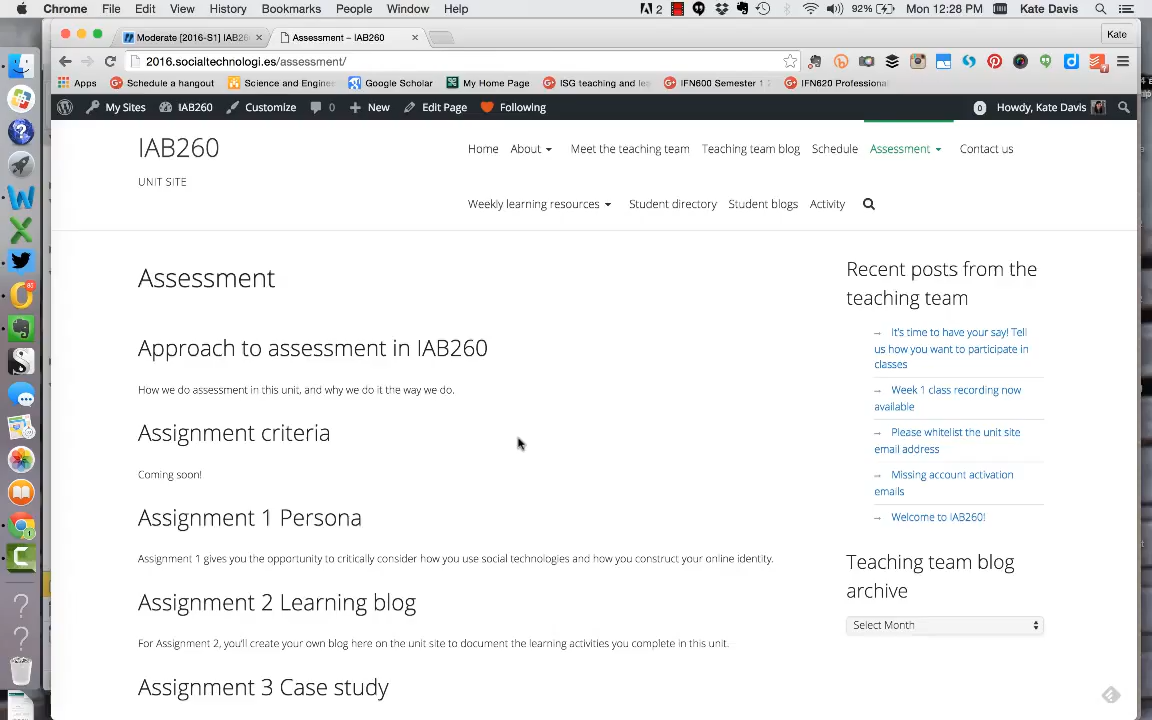 Chrome File Edit View History Bookmarks People Window Help
2 92% Mon 12:28 PM Kate Davis
Moderate [2016-S1] IAB26 Assessment – IAB260 Kate
2016.socialtechnologi.es/assessment/
Apps Schedule a hangout Science and Engine Google Scholar My Home Page ISG teaching and le IFN600 Semester 1 IFN620 Professiona
My Sites IAB260 Customize 0 New Edit Page Following 0 Howdy, Kate Davis
IAB260
UNIT SITE
Home About Meet the teaching team Teaching team blog Schedule Assessment Contact us
Weekly learning resources Student directory Student blogs Activity
Assessment
Approach to assessment in IAB260
How we do assessment in this unit, and why we do it the way we do.
Assignment criteria
Coming soon!
Assignment 1 Persona
Assignment 1 gives you the opportunity to critically consider how you use social technologies and how you construct your online identity.
Assignment 2 Learning blog
For Assignment 2, you'll create your own blog here on the unit site to document the learning activities you complete in this unit.
Assignment 3 Case study
Recent posts from the
teaching team
→ It's time to have your say! Tell
us how you want to participate in
classes
→ Week 1 class recording now
available
→ Please whitelist the unit site
email address
→ Missing account activation
emails
→ Welcome to IAB260!
Teaching team blog
archive
Select Month